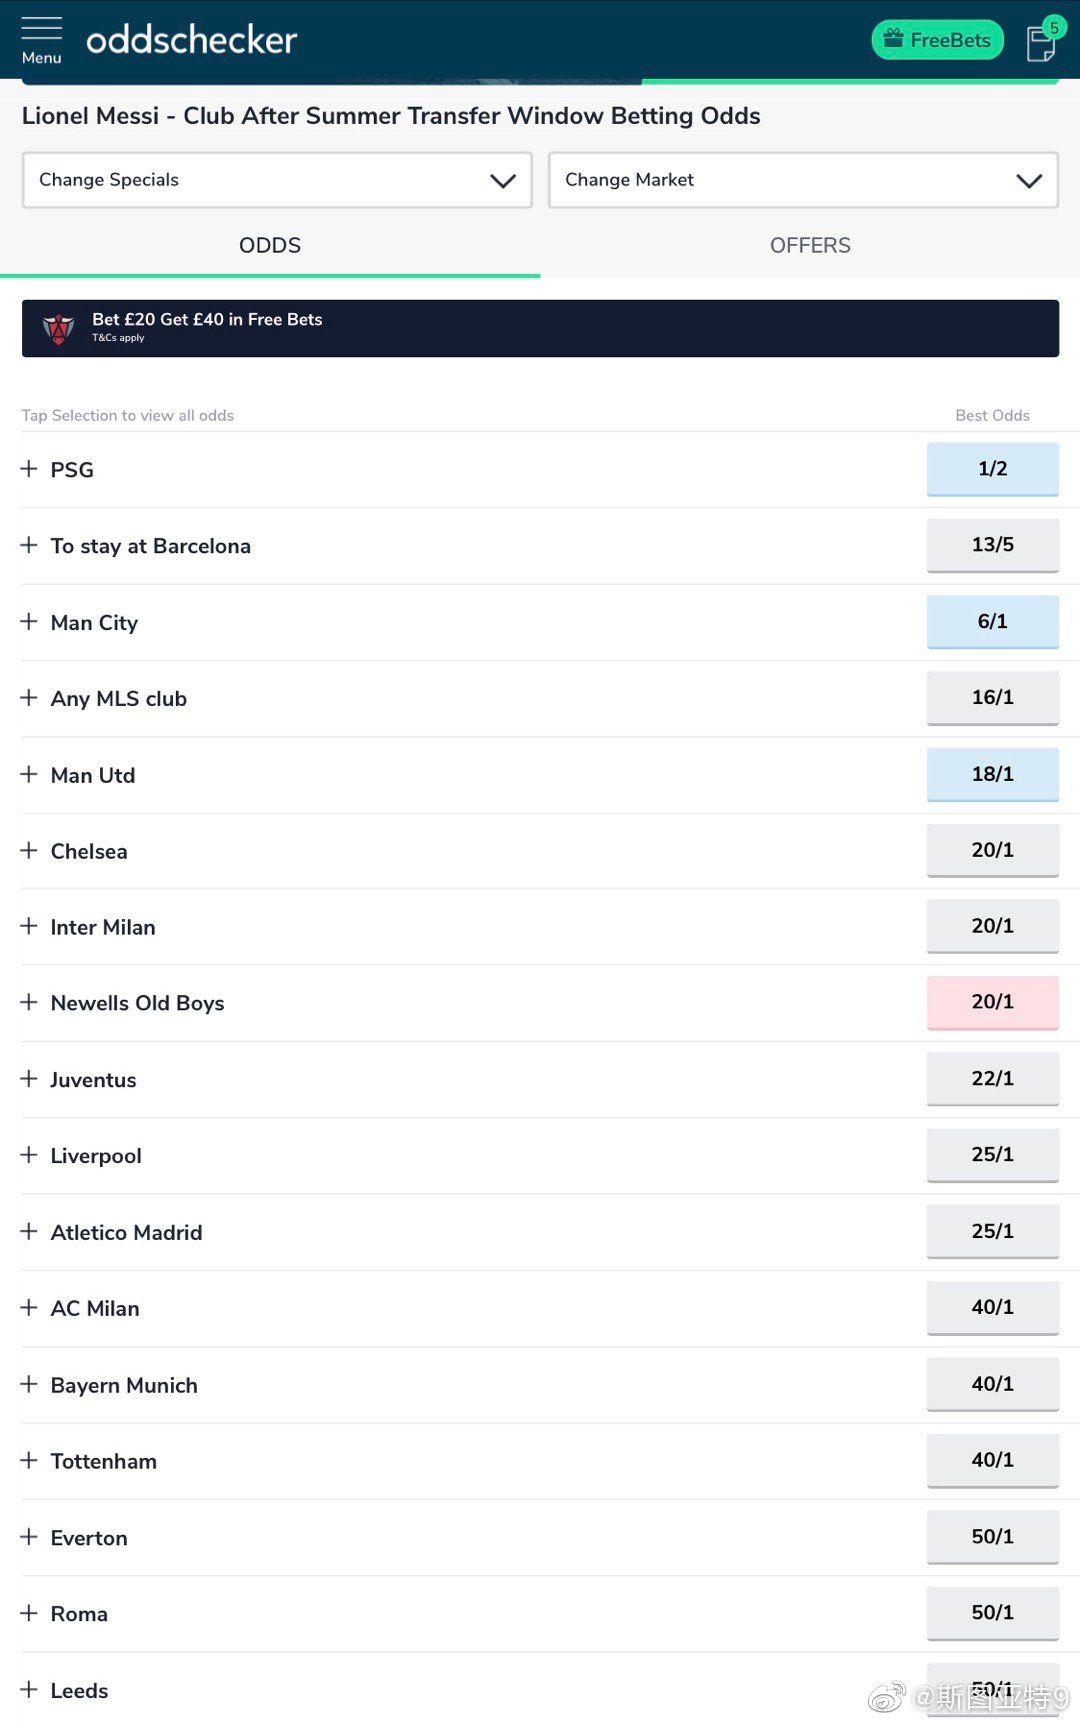 Menu
oddschecker
FreeBets
5
Lionel Messi - Club After Summer Transfer Window Betting Odds
Change Specials
Change Market
ODDS
OFFERS
Bet £20 Get £40 in Free Bets
T&Cs apply
Tap Selection to view all odds
Best Odds
+ PSG 1/2
+ To stay at Barcelona 13/5
+ Man City 6/1
+ Any MLS club 16/1
+ Man Utd 18/1
+ Chelsea 20/1
+ Inter Milan 20/1
+ Newells Old Boys 20/1
+ Juventus 22/1
+ Liverpool 25/1
+ Atletico Madrid 25/1
+ AC Milan 40/1
+ Bayern Munich 40/1
+ Tottenham 40/1
+ Everton 50/1
+ Roma 50/1
+ Leeds 50/1
@斯图亚特9